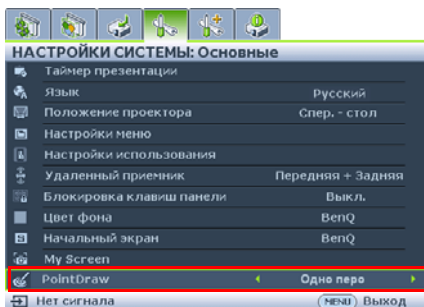 НАСТРОЙКИ СИСТЕМЫ: Основные
Таймер презентации
Язык Русский
Положение проектора Спер. - стол
Настройки меню
Настройки использования
Удаленный приемник Передняя + Задняя
Блокировка клавиш панели Выкл.
Цвет фона BenQ
Начальный экран BenQ
My Screen
PointDraw Одно перо
Нет сигнала MENU Выход